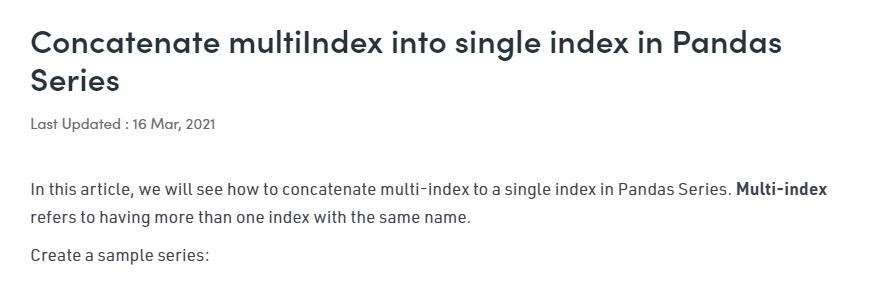 Concatenate multiIndex into single index in Pandas
Series
Last Updated : 16 Mar, 2021
In this article, we will see how to concatenate multi-index to a single index in Pandas Series. Multi-index
refers to having more than one index with the same name.
Create a sample series: